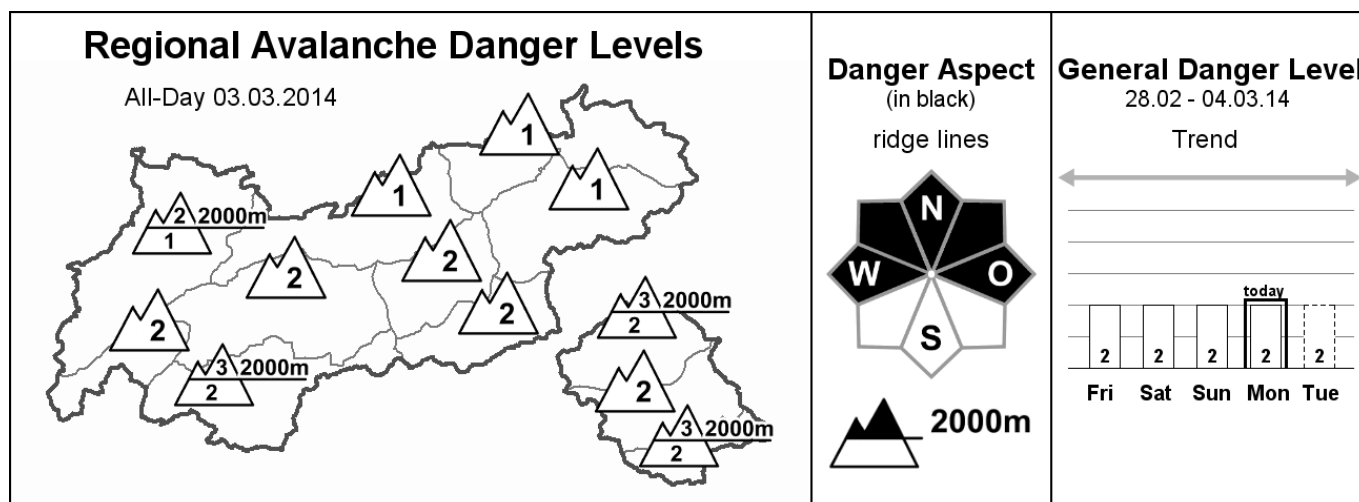 Regional Avalanche Danger Levels
All-Day 03.03.2014
1
1
1
2 2000m
1
2
2
2
2
3 2000m
2
3 2000m
2
2
3 2000m
2
Danger Aspect
(in black)
ridge lines
N
W O
S
2000m
General Danger Level
28.02 - 04.03.14
Trend
today
2 2 2 2 2
Fri Sat Sun Mon Tue